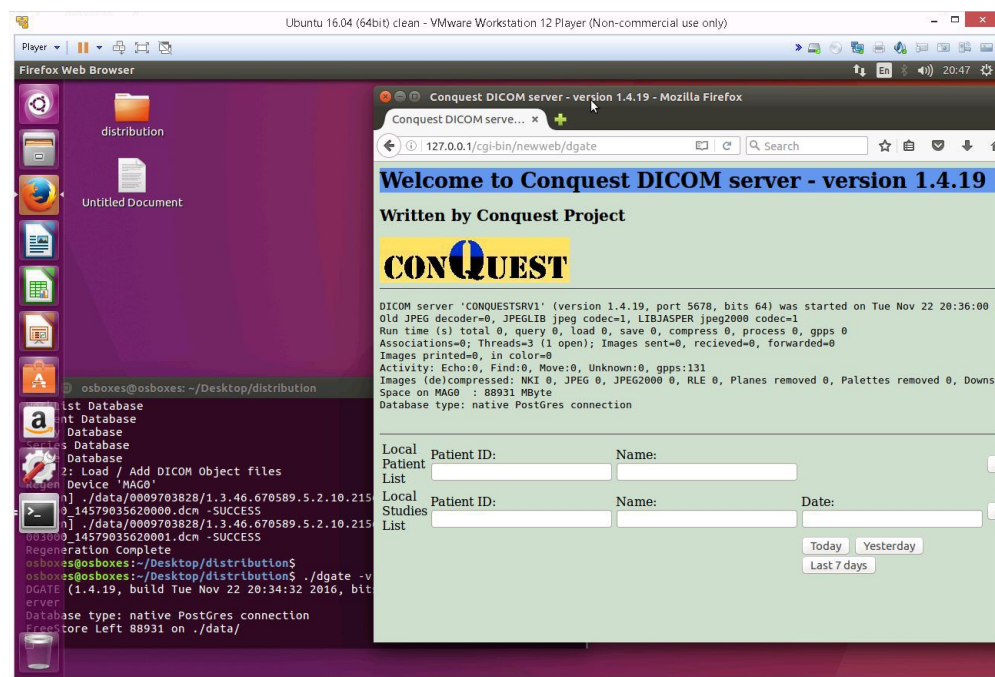 Ubuntu 16.04 (64bit) clean - VMware Workstation 12 Player (Non-commercial use only)
Player
Firefox Web Browser
En
20:47
distribution
Untitled Document
Conquest DICOM server - version 1.4.19 - Mozilla Firefox
Conquest DICOM serve...
127.0.0.1/cgi-bin/newweb/dgate
Search
Welcome to Conquest DICOM server - version 1.4.19
Written by Conquest Project
CONQUEST
DICOM server 'CONQUESTSRV1' (version 1.4.19, port 5678, bits 64) was started on Tue Nov 22 20:36:00
Old JPEG decoder=0, JPEGLIB jpeg codec=1, LIBJASPER jpeg2000 codec=1
Run time (s) total 0, query 0, load 0, save 0, compress 0, process 0, gpps 0
Associations=0; Threads=3 (1 open); Images sent=0, recieved=0, forwarded=0
Images printed=0, in color=0
Activity: Echo:0, Find:0, Move:0, Unknown:0, gpps:131
Images (de)compressed: NKI 0, JPEG 0, JPEG2000 0, RLE 0, Planes removed 0, Palettes removed 0, Downs
Space on MAG0 : 88931 MByte
Database type: native PostGres connection
Local Patient List
Patient ID:
Name:
Local Studies List
Patient ID:
Name:
Date:
Today
Yesterday
Last 7 days
osboxes@osboxes: ~/Desktop/distribution
ist Database
nt Database
Database
s Database
Database
2: Load / Add DICOM Object files
Regen Device 'MAG0'
n] ./data/0009703828/1.3.46.670589.5.2.10.215
0_14579035620000.dcm -SUCCESS
n] ./data/0009703828/1.3.46.670589.5.2.10.215
003000_14579035620001.dcm -SUCCESS
Regeneration Complete
osboxes@osboxes:~/Desktop/distribution$
osboxes@osboxes:~/Desktop/distribution$ ./dgate -v
DGATE (1.4.19, build Tue Nov 22 20:34:32 2016, bit
erver
Database type: native PostGres connection
FreeStore Left 88931 on ./data/